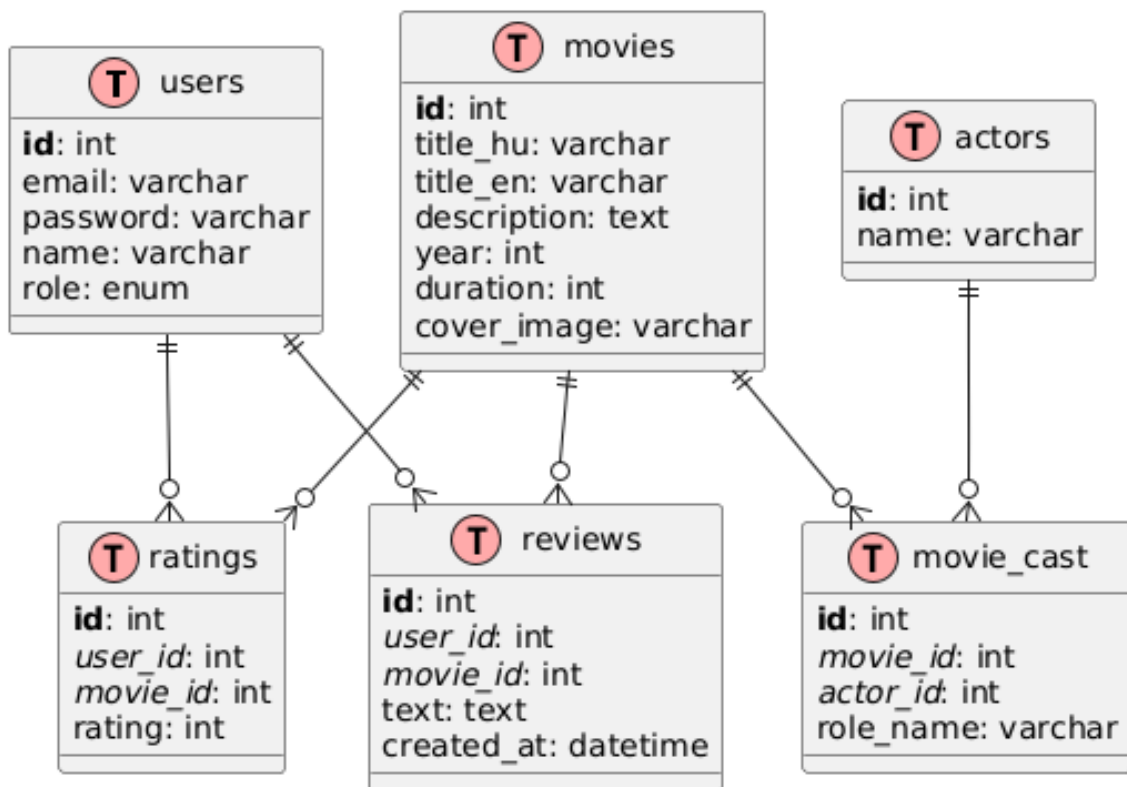 T users
id: int
email: varchar
password: varchar
name: varchar
role: enum
T movies
id: int
title_hu: varchar
title_en: varchar
description: text
year: int
duration: int
cover_image: varchar
T actors
id: int
name: varchar
T ratings
id: int
user_id: int
movie_id: int
rating: int
T reviews
id: int
user_id: int
movie_id: int
text: text
created_at: datetime
T movie_cast
id: int
movie_id: int
actor_id: int
role_name: varchar